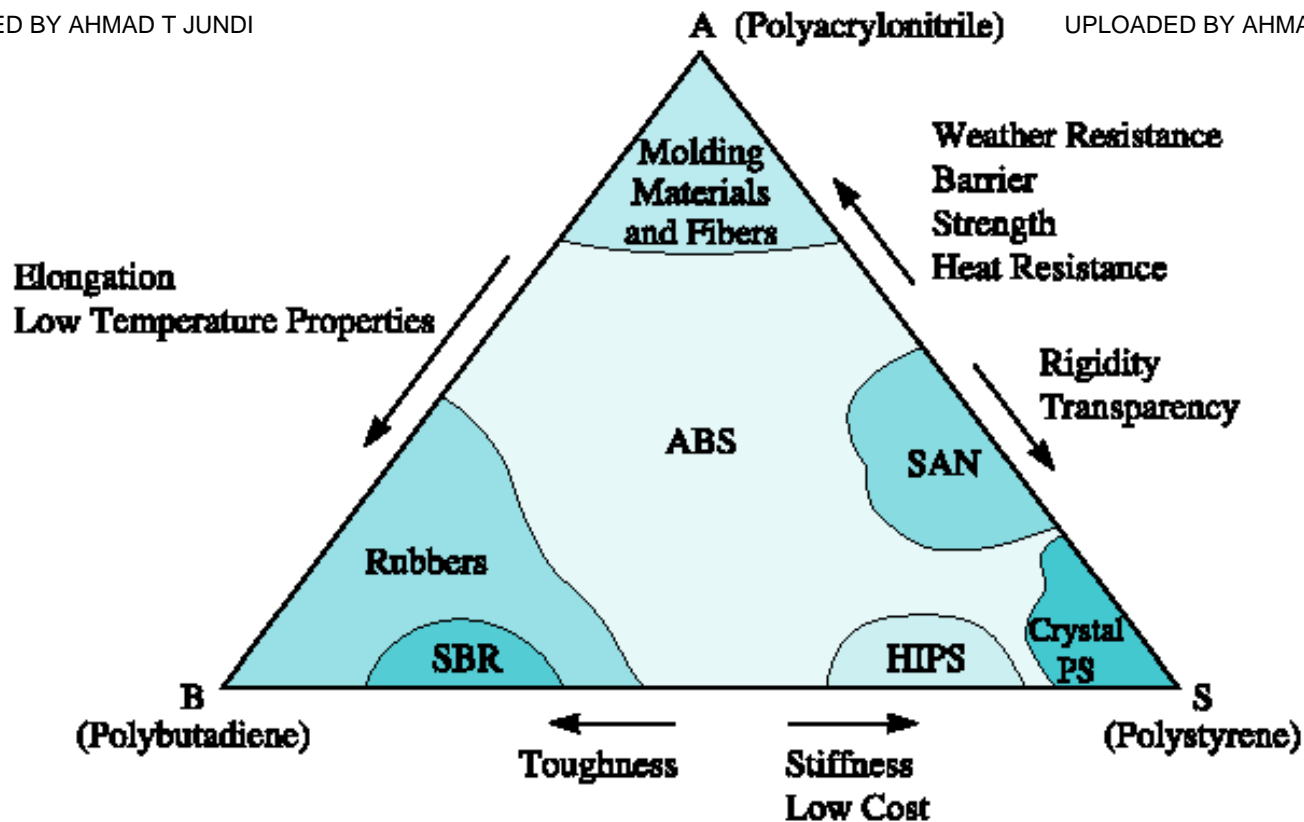 ED BY AHMAD T JUNDI
UPLOADED BY AHMA
A (Polyacrylonitrile)
Weather Resistance
Barrier
Strength
Heat Resistance
Molding
Materials
and Fibers
Elongation
Low Temperature Properties
Rigidity
Transparency
ABS
SAN
Rubbers
SBR
HIPS
Crystal
PS
B
(Polybutadiene)
S
(Polystyrene)
Toughness
Stiffness
Low Cost